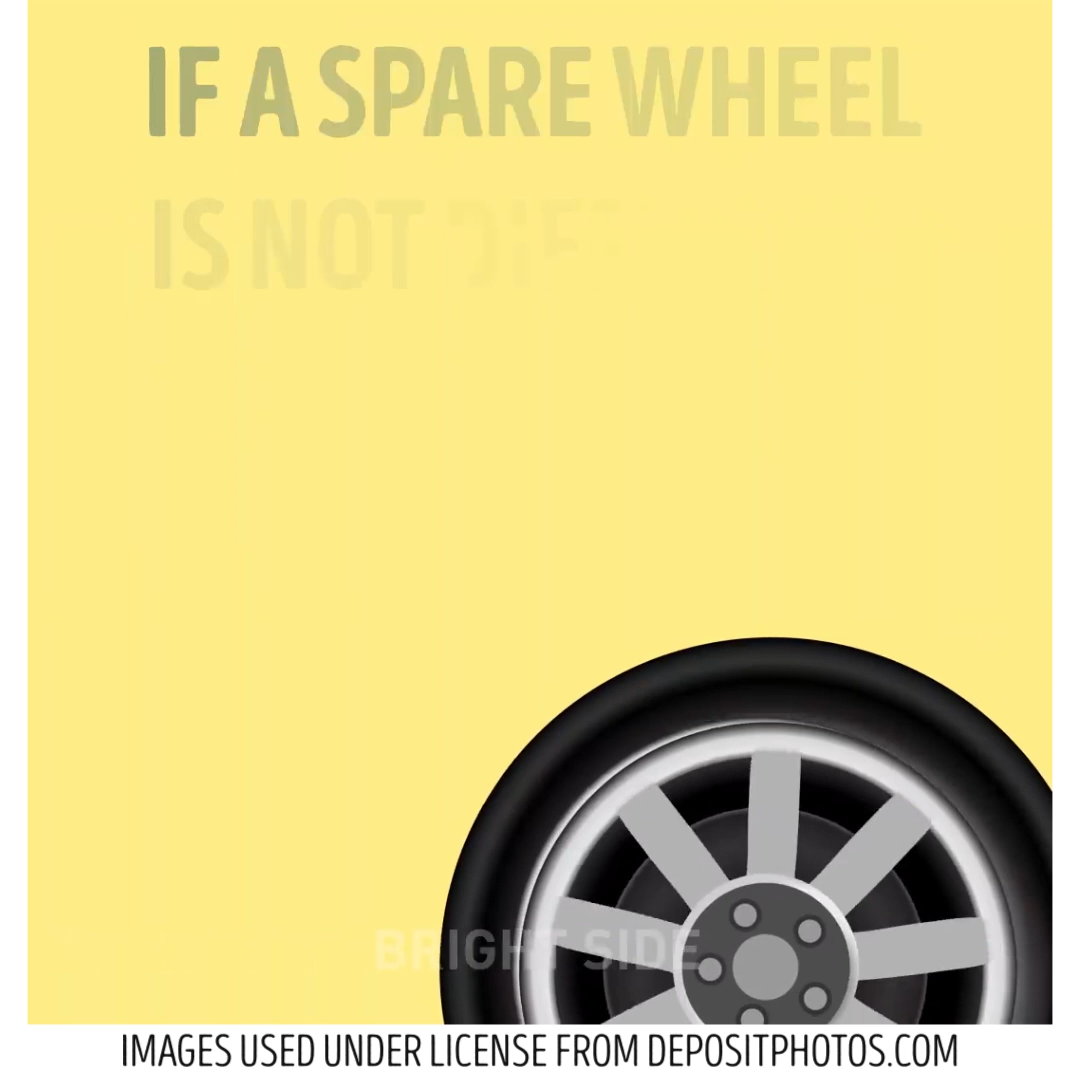 IF A SPARE WHEEL
IS NOT
BRIGHT SIDE
IMAGES USED UNDER LICENSE FROM DEPOSITPHOTOS.COM